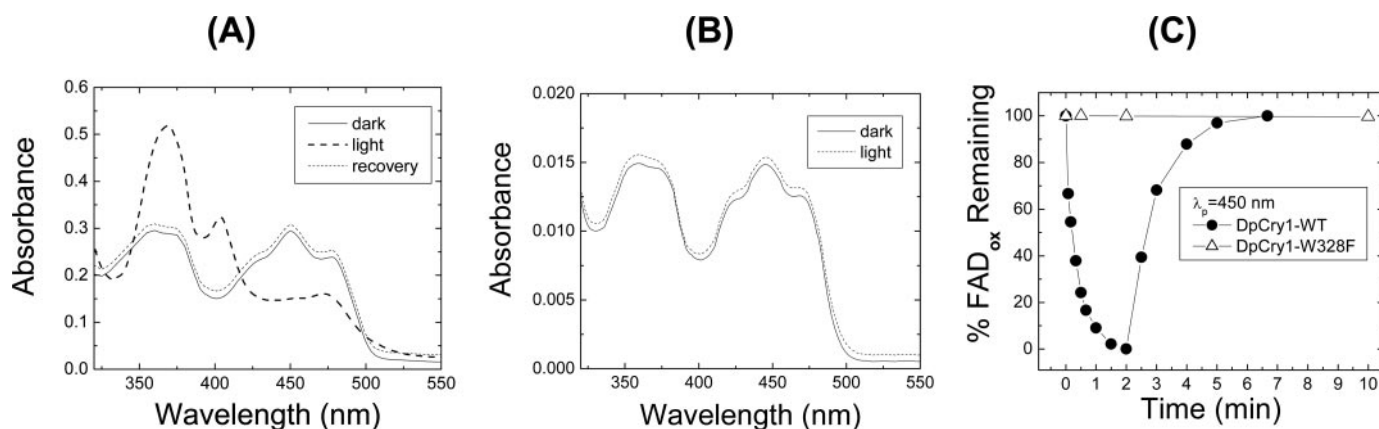 (A)
(B)
(C)
Absorbance
0.6
0.5
0.4
0.3
0.2
0.1
0.0
dark
light
recovery
350
400
450
500
550
Wavelength (nm)
Absorbance
0.020
0.015
0.010
0.005
0.000
dark
light
350
400
450
500
550
Wavelength (nm)
% FADox Remaining
100
80
60
40
20
0
λp=450 nm
DpCry1-WT
DpCry1-W328F
0 1 2 3 4 5 6 7 8 9 10
Time (min)